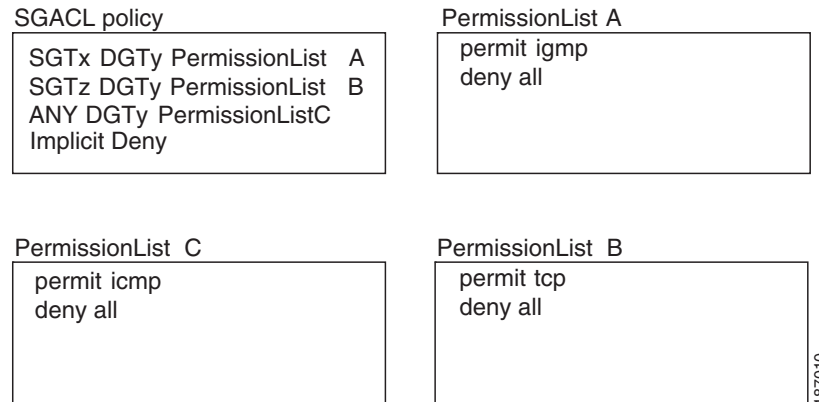 SGACL policy
SGTx DGTy PermissionList A
SGTz DGTy PermissionList B
ANY DGTy PermissionListC
Implicit Deny
PermissionList A
permit igmp
deny all
PermissionList C
permit icmp
deny all
PermissionList B
permit tcp
deny all